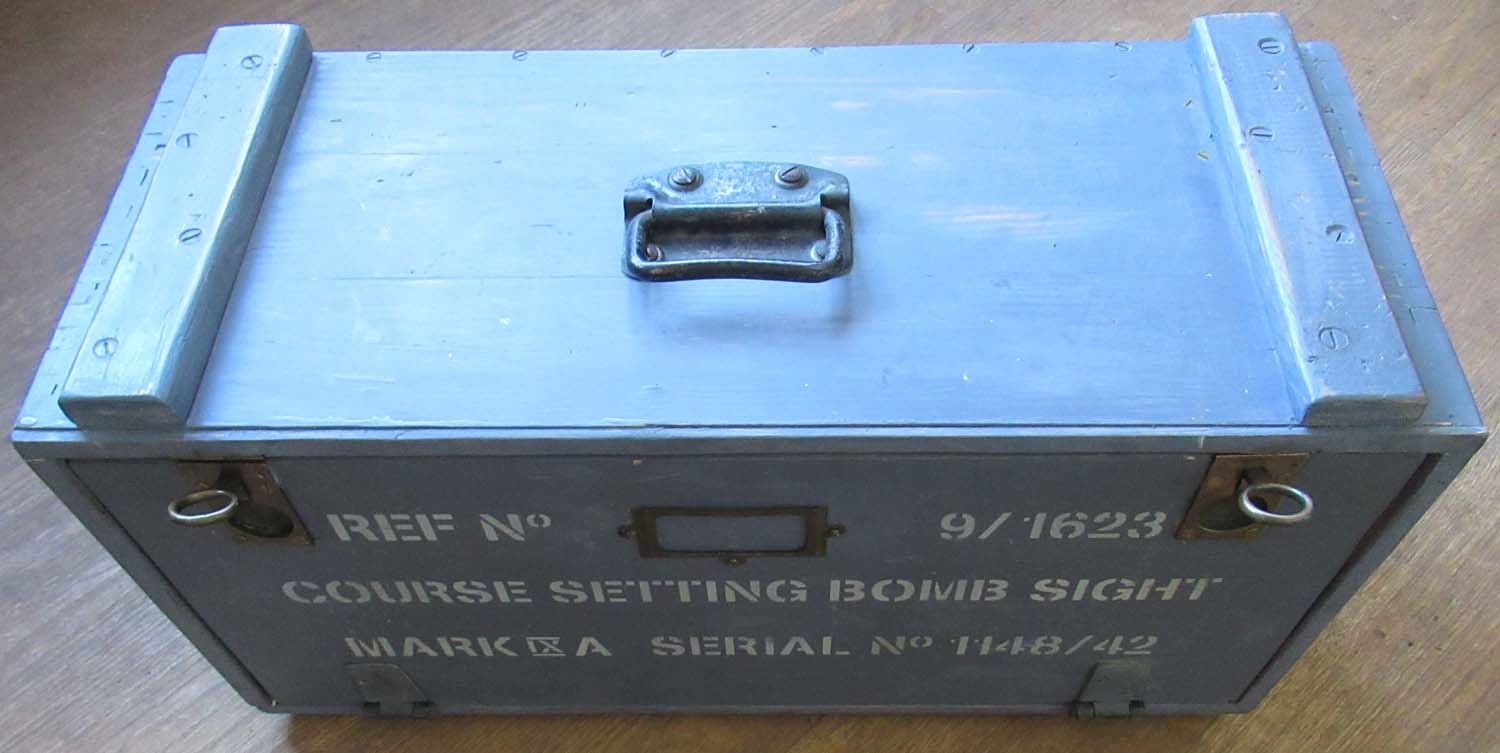 REF Nº 9/1623
COURSE SETTING BOMB SIGHT
MARK IX A SERIAL Nº 1148/42